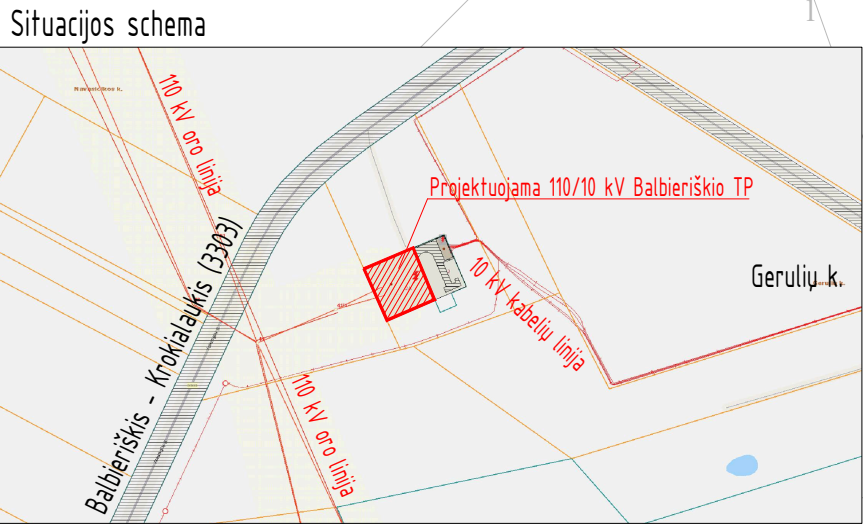 Situacijos schema
1
110 kV oro linija
Projektuojama 110/10 kV Balbieriškio TP
Balbieriškis - Krokialaukis (3303)
10 kV kabelių linija
Gerulių k.
110 kV oro linija